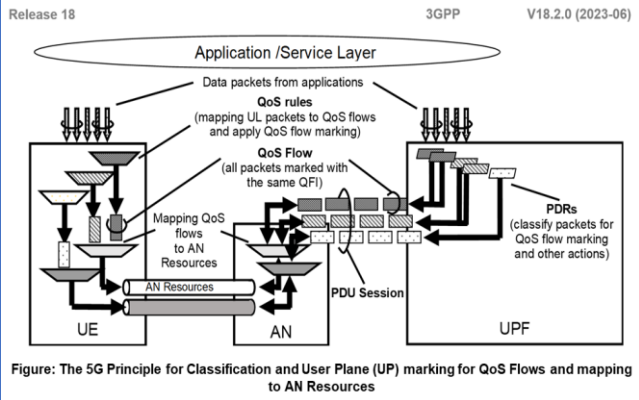 Release 18 3GPP V18.2.0 (2023-06)
Application /Service Layer
Data packets from applications
QoS rules
(mapping UL packets to QoS flows
and apply QoS flow marking)
QoS Flow
(all packets marked with
the same QFI)
PDRs
(classify packets for
QoS flow marking
and other actions)
Mapping QoS
flows
to AN
Resources
PDU Session
AN Resources
UE
AN
UPF
Figure: The 5G Principle for Classification and User Plane (UP) marking for QoS Flows and mapping
to AN Resources